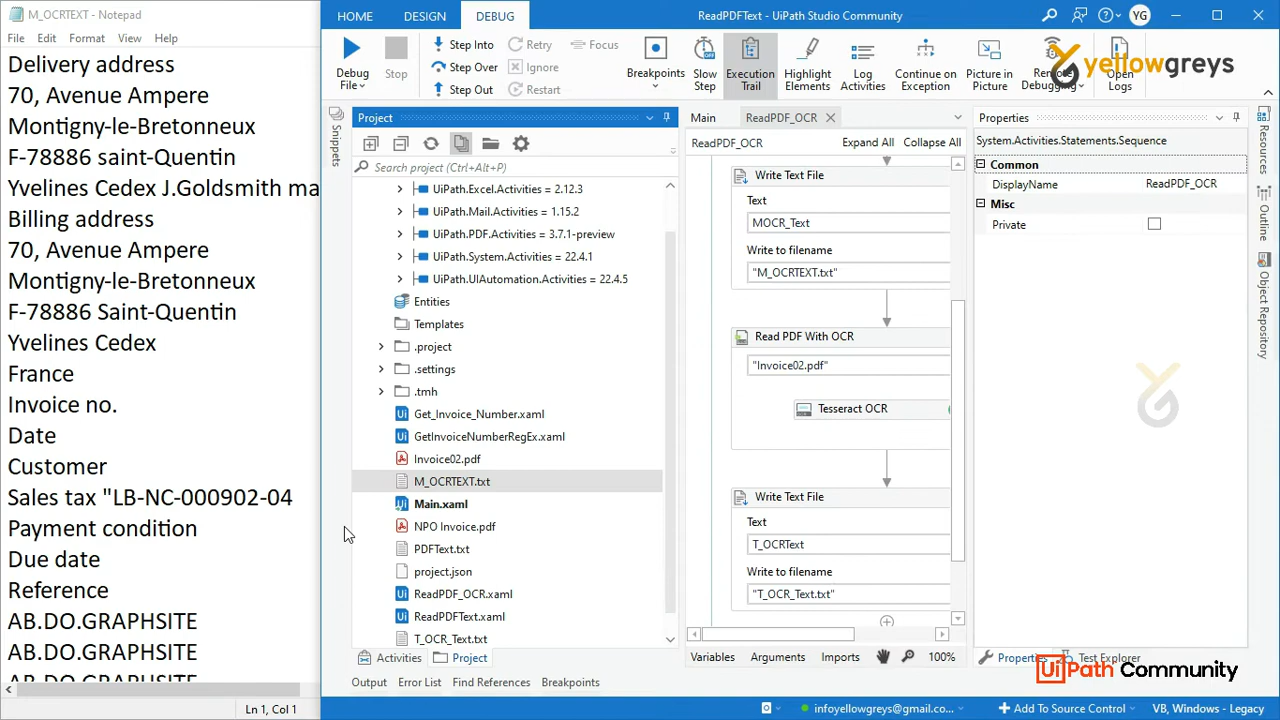 M_OCRTEXT - Notepad
File Edit Format View Help
Delivery address
70, Avenue Ampere
Montigny-le-Bretonneux
F-78886 saint-Quentin
Yvelines Cedex J.Goldsmith ma
Billing address
70, Avenue Ampere
Montigny-le-Bretonneux
F-78886 Saint-Quentin
Yvelines Cedex
France
Invoice no.
Date
Customer
Sales tax "LB-NC-000902-04
Payment condition
Due date
Reference
AB.DO.GRAPHSITE
AB.DO.GRAPHSITE
Ln 1, Col 1
HOME DESIGN DEBUG
ReadPDFText - UiPath Studio Community
YG
Debug File
Stop
Step Into
Step Over
Step Out
Retry
Ignore
Restart
Focus
Breakpoints
Slow Step
Execution Trail
Highlight Elements
Log Activities
Continue on Exception
Picture in Picture
Remote Debugging
Open Logs
yellowgreys
Snippets
Project
Search project (Ctrl+Alt+P)
UiPath.Excel.Activities = 2.12.3
UiPath.Mail.Activities = 1.15.2
UiPath.PDF.Activities = 3.7.1-preview
UiPath.System.Activities = 22.4.1
UiPath.UIAutomation.Activities = 22.4.5
Entities
Templates
.project
.settings
.tmh
Get_Invoice_Number.xaml
GetInvoiceNumberRegEx.xaml
Invoice02.pdf
M_OCRTEXT.txt
Main.xaml
NPO Invoice.pdf
PDFText.txt
project.json
ReadPDF_OCR.xaml
ReadPDFText.xaml
T_OCR_Text.txt
Activities Project
Output Error List Find References Breakpoints
Main ReadPDF_OCR
ReadPDF_OCR Expand All Collapse All
Write Text File
Text
MOCR_Text
Write to filename
"M_OCRTEXT.txt"
Read PDF With OCR
"Invoice02.pdf"
Tesseract OCR
Write Text File
Text
T_OCRText
Write to filename
"T_OCR_Text.txt"
Variables Arguments Imports 100%
Properties
System.Activities.Statements.Sequence
Common
DisplayName ReadPDF_OCR
Misc
Private
Properties Test Explorer
Resources
Outline
Object Repository
UiPath Community
infoyellowgreys@gmail.co... Add To Source Control VB, Windows - Legacy